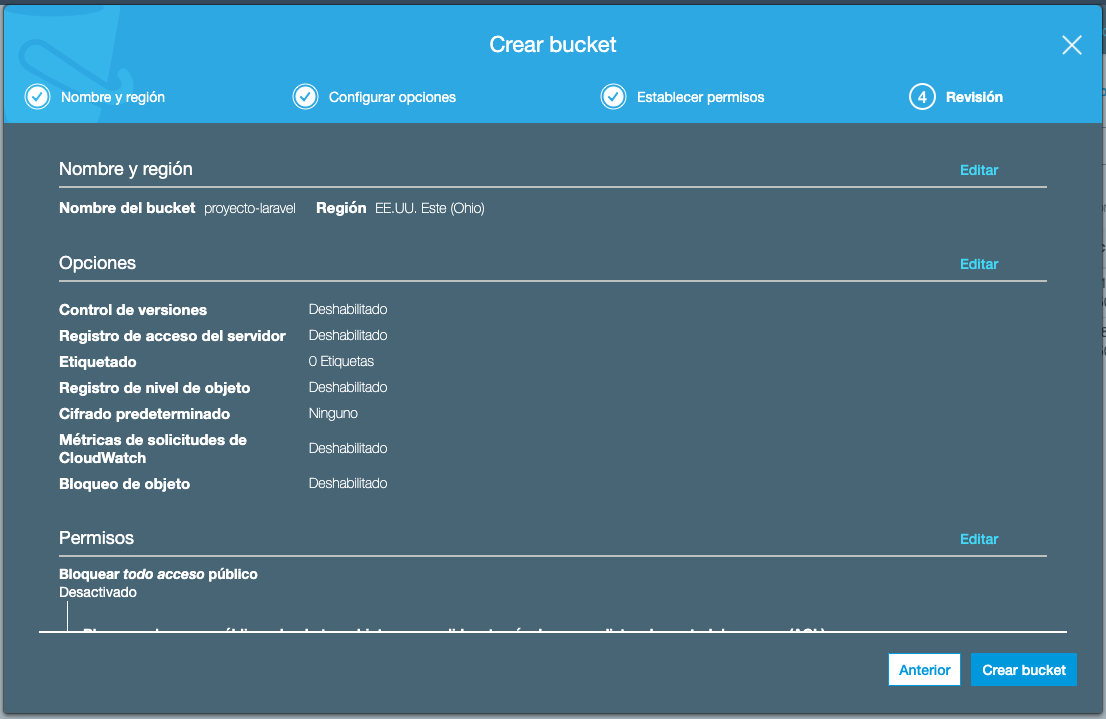 Crear bucket
Nombre y región
Configurar opciones
Establecer permisos
4 Revisión
Nombre y región Editar
Nombre del bucket proyecto-laravel Región EE.UU. Este (Ohio)
Opciones Editar
Control de versiones Deshabilitado
Registro de acceso del servidor Deshabilitado
Etiquetado 0 Etiquetas
Registro de nivel de objeto Deshabilitado
Cifrado predeterminado Ninguno
Métricas de solicitudes de
CloudWatch Deshabilitado
Bloqueo de objeto Deshabilitado
Permisos Editar
Bloquear todo acceso público
Desactivado
Anterior Crear bucket